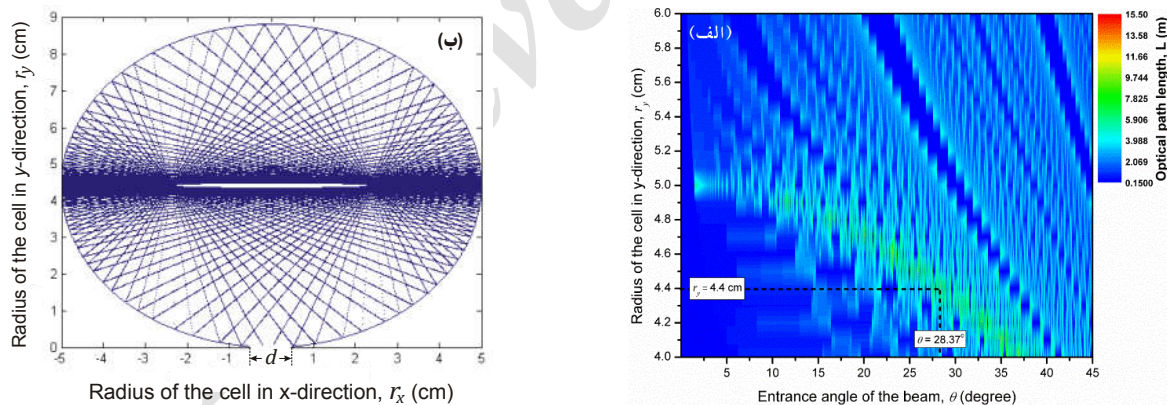 (ب)
Radius of the cell in y-direction, r_y (cm)
9
8
7
6
5
4
3
2
1
0
-5 -4 -3 -2 -1 0 1 2 3 4 5
d
Radius of the cell in x-direction, r_x (cm)
(الف)
Radius of the cell in y-direction, r_y (cm)
6.0
5.8
5.6
5.4
5.2
5.0
4.8
4.6
4.4
4.2
4.0
r_y = 4.4 cm
θ = 28.37°
5 10 15 20 25 30 35 40 45
Entrance angle of the beam, θ (degree)
15.50
13.58
11.66
9.744
7.825
5.906
3.988
2.069
0.1500
Optical path length, L (m)